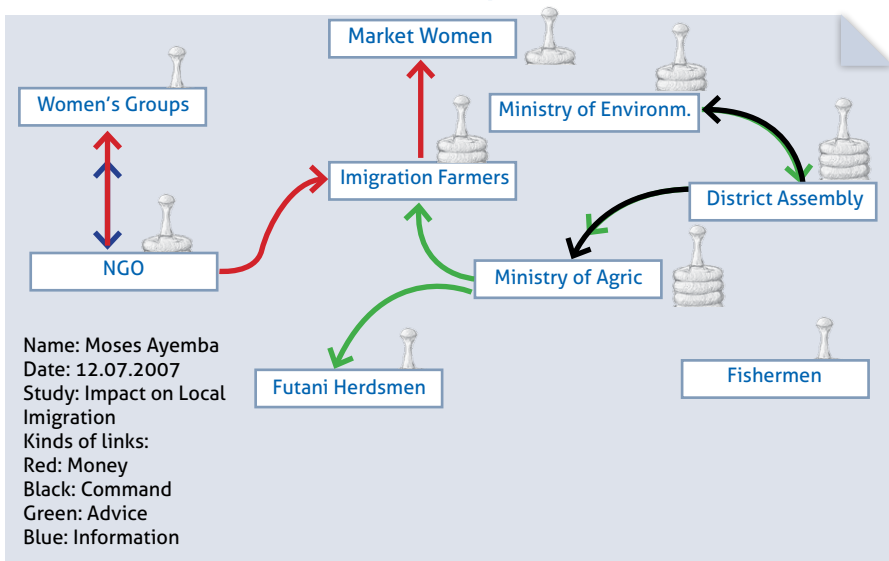 Market Women
Women's Groups
Ministry of Environm.
Imigration Farmers
District Assembly
NGO
Ministry of Agric
Futani Herdsmen
Fishermen
Name: Moses Ayemba
Date: 12.07.2007
Study: Impact on Local
Imigration
Kinds of links:
Red: Money
Black: Command
Green: Advice
Blue: Information